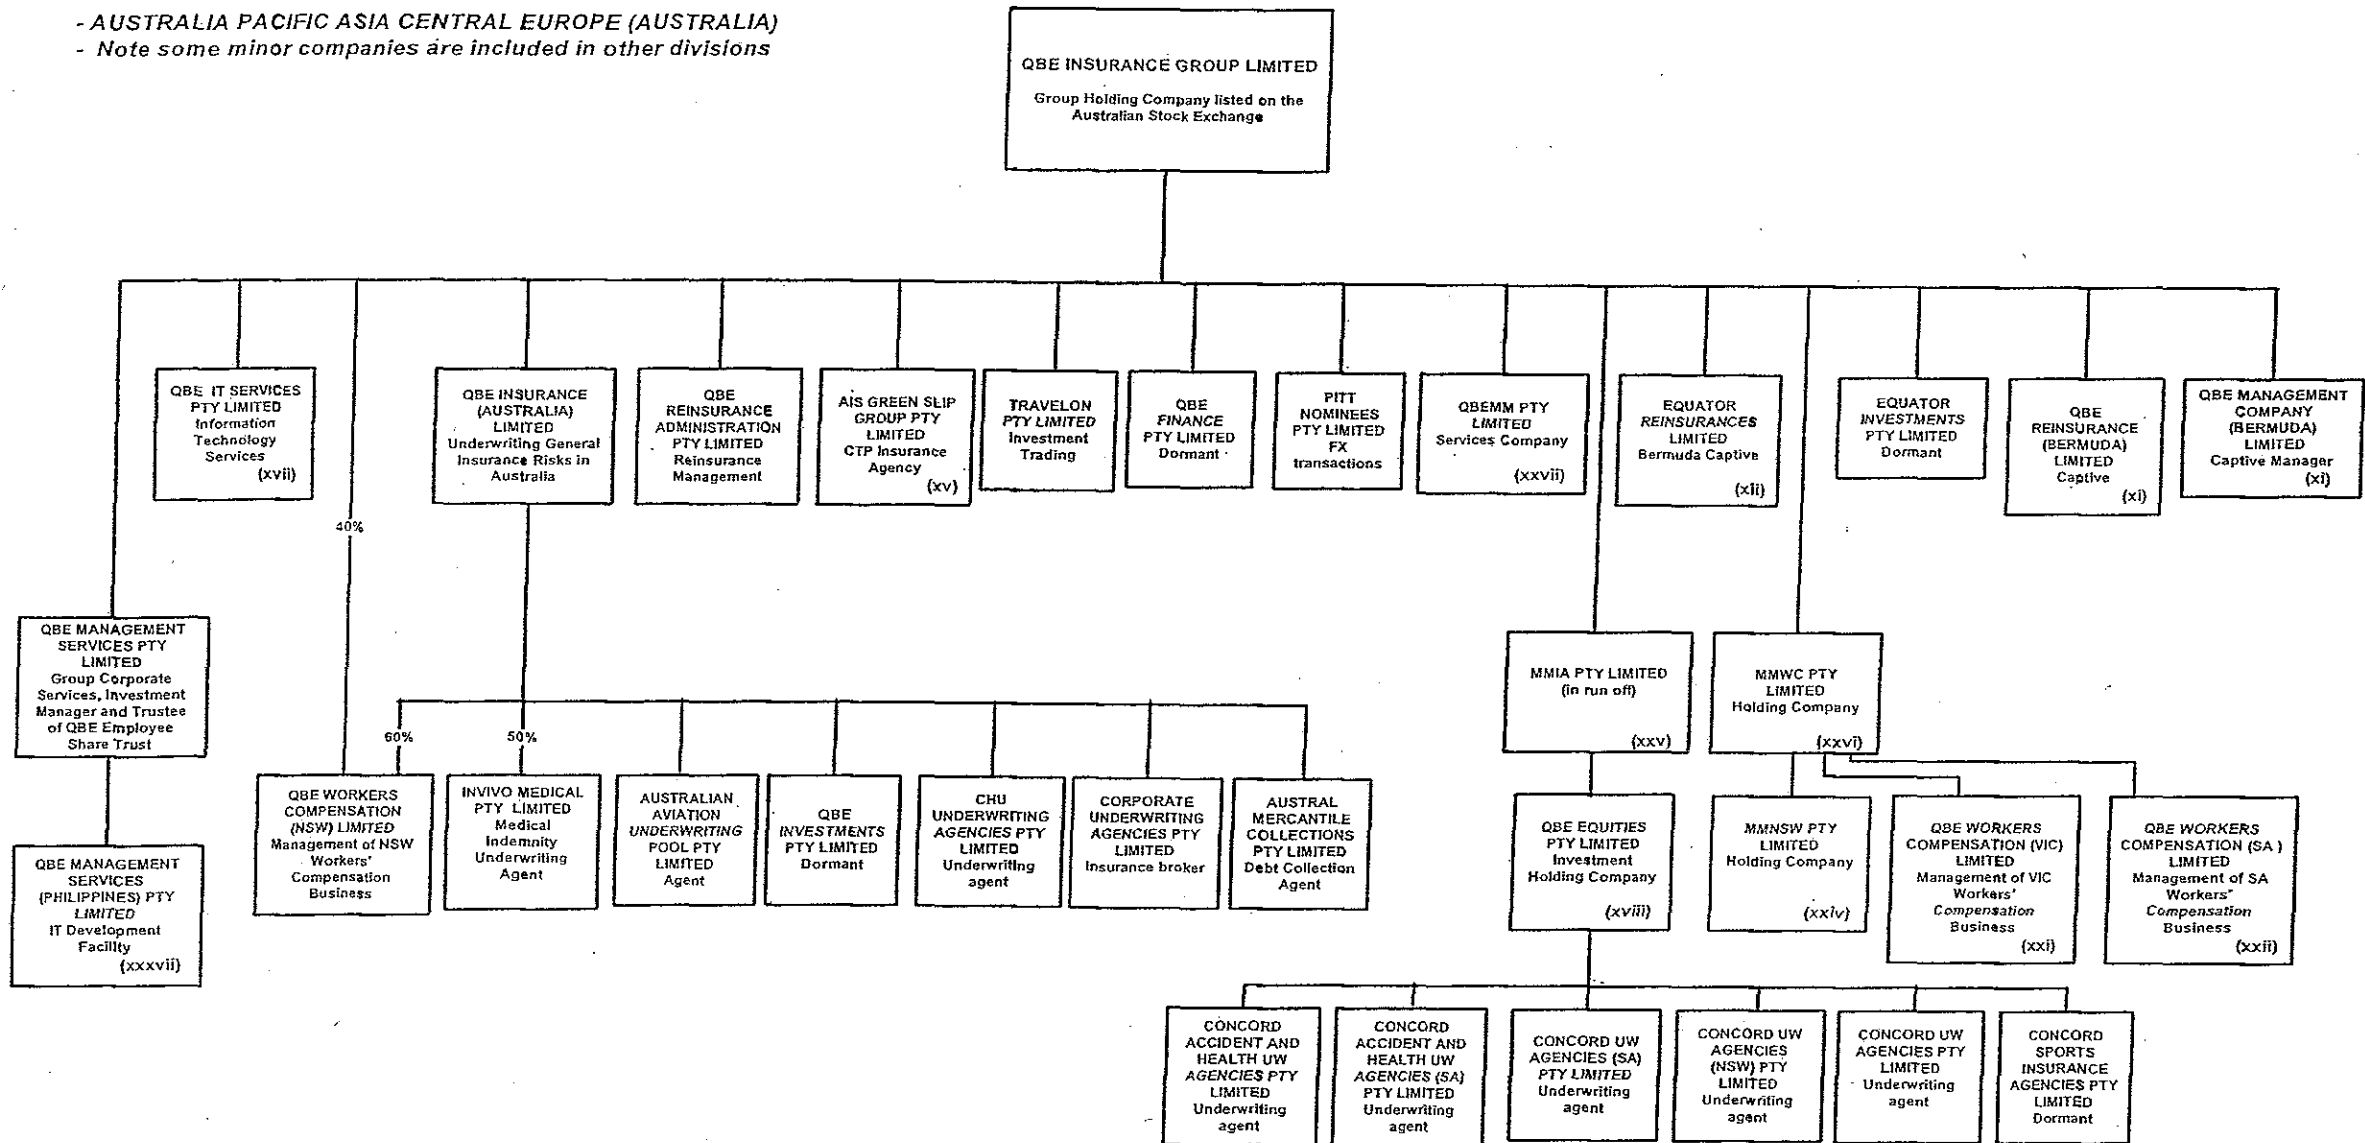 - AUSTRALIA PACIFIC ASIA CENTRAL EUROPE (AUSTRALIA)
- Note some minor companies are included in other divisions
QBE INSURANCE GROUP LIMITED
Group Holding Company listed on the
Australian Stock Exchange
QBE IT SERVICES
PTY LIMITED
Information
Technology
Services
(xvii)
QBE INSURANCE
(AUSTRALIA)
LIMITED
Underwriting General
Insurance Risks in
Australia
QBE
REINSURANCE
ADMINISTRATION
PTY LIMITED
Reinsurance
Management
AIS GREEN SLIP
GROUP PTY
LIMITED
CTP Insurance
Agency
(xv)
TRAVELON
PTY LIMITED
Investment
Trading
QBE
FINANCE
PTY LIMITED
Dormant
PITT
NOMINEES
PTY LIMITED
FX
transactions
QBEMM PTY
LIMITED
Services Company
(xxvii)
EQUATOR
REINSURANCES
LIMITED
Bermuda Captive
(xii)
EQUATOR
INVESTMENTS
PTY LIMITED
Dormant
QBE
REINSURANCE
(BERMUDA)
LIMITED
Captive
(xi)
QBE MANAGEMENT
COMPANY
(BERMUDA)
LIMITED
Captive Manager
(xi)
40%
QBE MANAGEMENT
SERVICES PTY
LIMITED
Group Corporate
Services, Investment
Manager and Trustee
of QBE Employee
Share Trust
MMIA PTY LIMITED
(in run off)
(xxv)
MMWC PTY
LIMITED
Holding Company
(xxvi)
60%
50%
QBE MANAGEMENT
SERVICES
(PHILIPPINES) PTY
LIMITED
IT Development
Facility
(xxxvii)
QBE WORKERS
COMPENSATION
(NSW) LIMITED
Management of NSW
Workers'
Compensation
Business
INVIVO MEDICAL
PTY LIMITED
Medical
Indemnity
Underwriting
Agent
AUSTRALIAN
AVIATION
UNDERWRITING
POOL PTY
LIMITED
Agent
QBE
INVESTMENTS
PTY LIMITED
Dormant
CHU
UNDERWRITING
AGENCIES PTY
LIMITED
Underwriting
agent
CORPORATE
UNDERWRITING
AGENCIES PTY
LIMITED
Insurance broker
AUSTRAL
MERCANTILE
COLLECTIONS
PTY LIMITED
Debt Collection
Agent
QBE EQUITIES
PTY LIMITED
Investment
Holding Company
(xviii)
MMNSW PTY
LIMITED
Holding Company
(xxiv)
QBE WORKERS
COMPENSATION (VIC)
LIMITED
Management of VIC
Workers'
Compensation
Business
(xxi)
QBE WORKERS
COMPENSATION (SA )
LIMITED
Management of SA
Workers'
Compensation
Business
(xxii)
CONCORD
ACCIDENT AND
HEALTH UW
AGENCIES PTY
LIMITED
Underwriting
agent
CONCORD
ACCIDENT AND
HEALTH UW
AGENCIES (SA)
PTY LIMITED
Underwriting
agent
CONCORD UW
AGENCIES (SA)
PTY LIMITED
Underwriting
agent
CONCORD UW
AGENCIES
(NSW) PTY
LIMITED
Underwriting
agent
CONCORD UW
AGENCIES PTY
LIMITED
Underwriting
agent
CONCORD
SPORTS
INSURANCE
AGENCIES PTY
LIMITED
Dormant